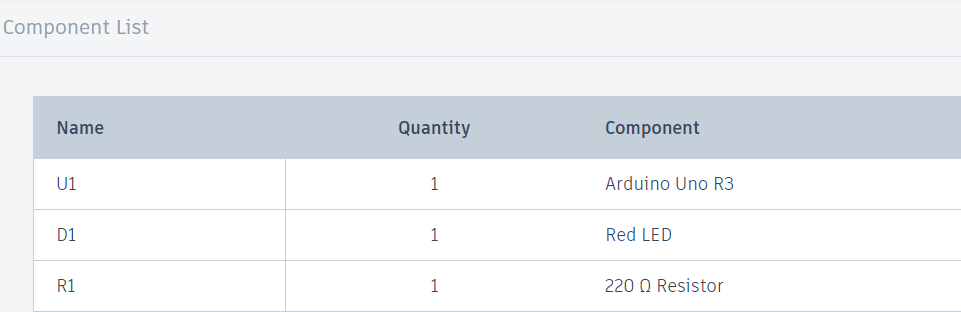 Component List
Name Quantity Component
U1 1 Arduino Uno R3
D1 1 Red LED
R1 1 220 Ω Resistor